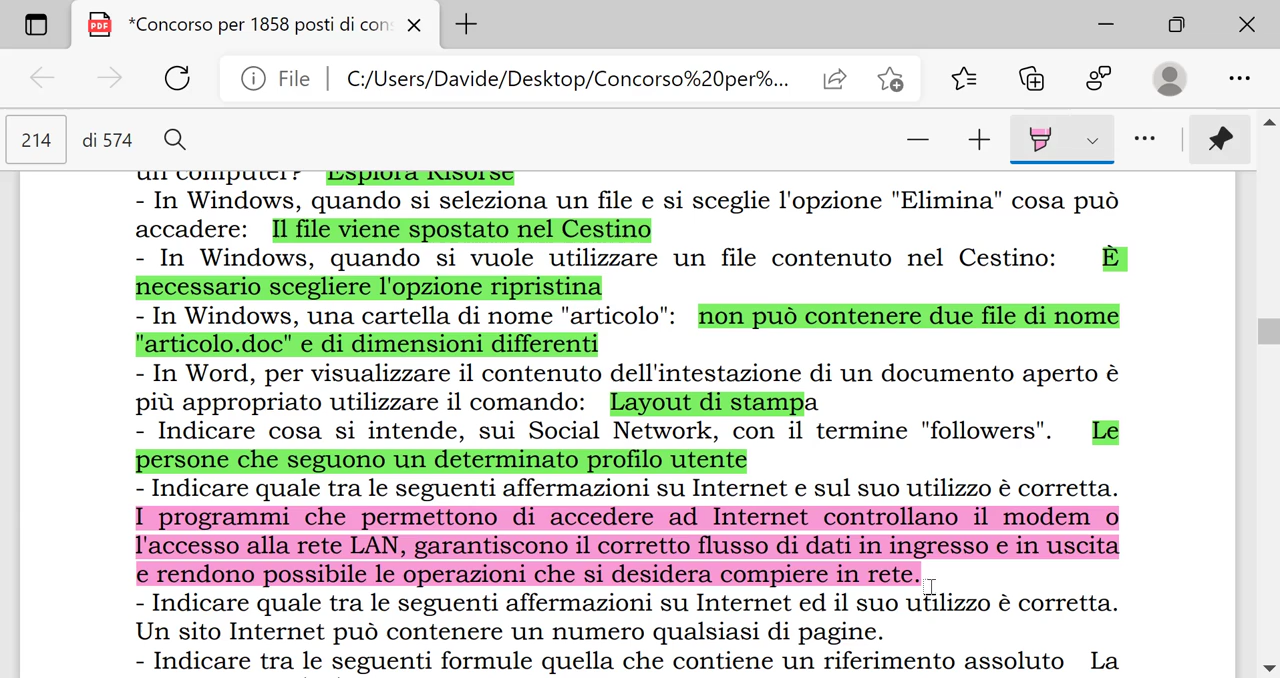 *Concorso per 1858 posti di con
File
C:/Users/Davide/Desktop/Concorso%20per%...
214 di 574
un computer? Esplora Risorse
- In Windows, quando si seleziona un file e si sceglie l'opzione "Elimina" cosa può
accadere: Il file viene spostato nel Cestino
- In Windows, quando si vuole utilizzare un file contenuto nel Cestino: È
necessario scegliere l'opzione ripristina
- In Windows, una cartella di nome "articolo": non può contenere due file di nome
"articolo.doc" e di dimensioni differenti
- In Word, per visualizzare il contenuto dell'intestazione di un documento aperto è
più appropriato utilizzare il comando: Layout di stampa
- Indicare cosa si intende, sui Social Network, con il termine "followers". Le
persone che seguono un determinato profilo utente
- Indicare quale tra le seguenti affermazioni su Internet e sul suo utilizzo è corretta.
I programmi che permettono di accedere ad Internet controllano il modem o
l'accesso alla rete LAN, garantiscono il corretto flusso di dati in ingresso e in uscita
e rendono possibile le operazioni che si desidera compiere in rete.
- Indicare quale tra le seguenti affermazioni su Internet ed il suo utilizzo è corretta.
Un sito Internet può contenere un numero qualsiasi di pagine.
- Indicare tra le seguenti formule quella che contiene un riferimento assoluto La